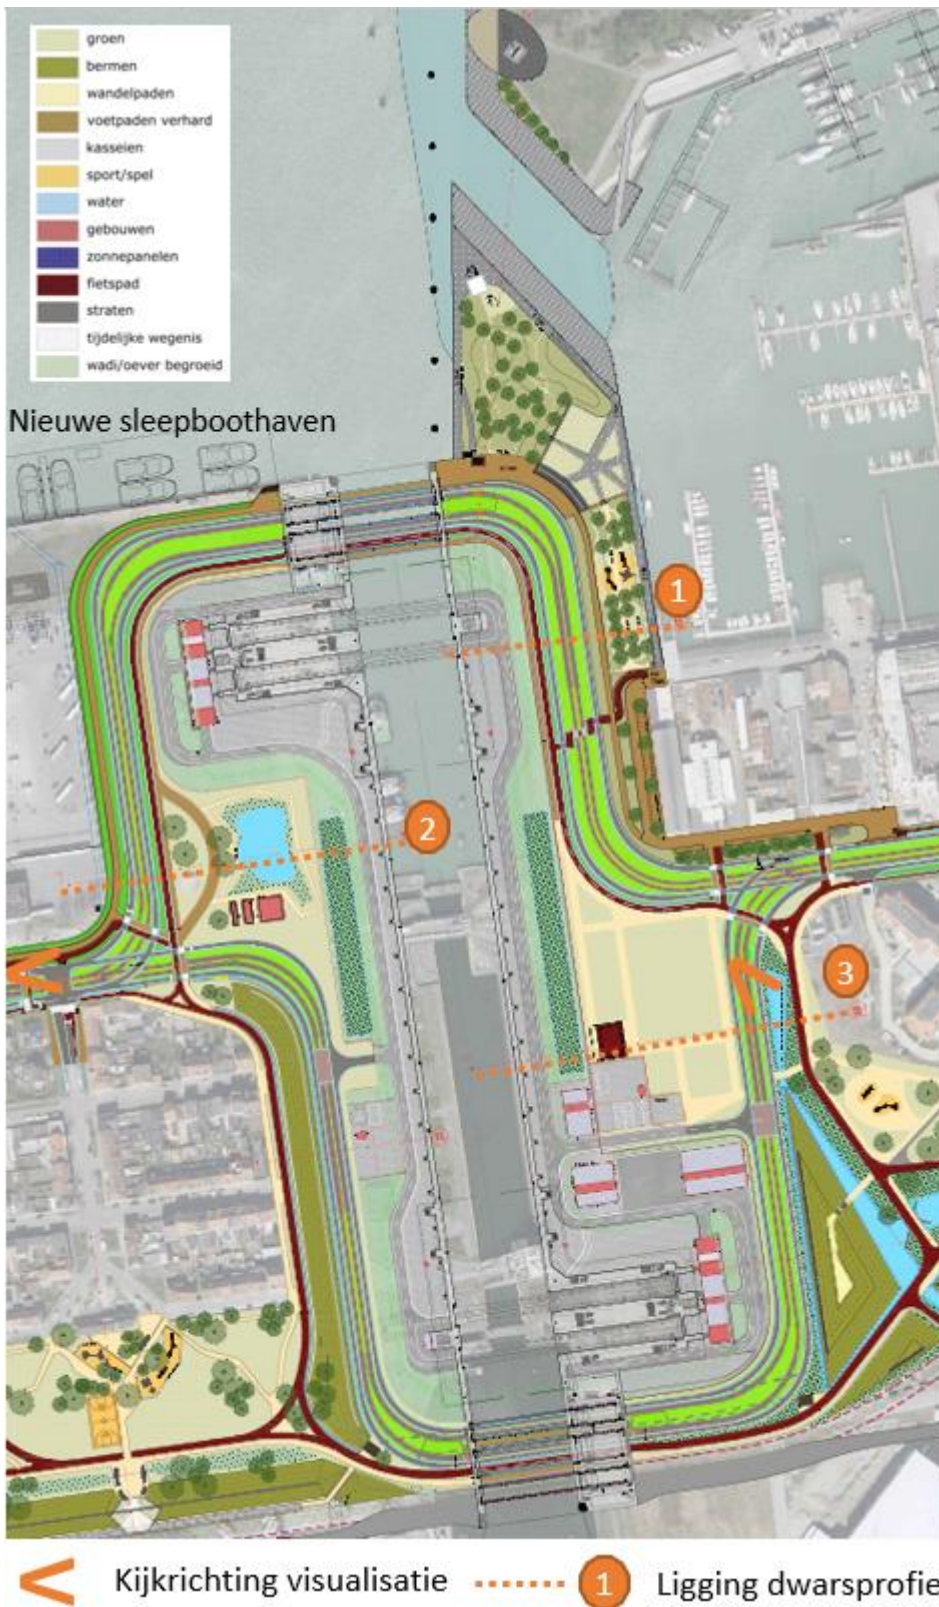 groen
bermen
wandelpaden
voetpaden verhard
kasseien
sport/spel
water
gebouwen
zonnepanelen
fietspad
straten
tijdelijke wegenis
wadi/oever begroeid
Nieuwe sleepboothaven
1
2
3
Kijkrichting visualisatie
1 Ligging dwarsprofie